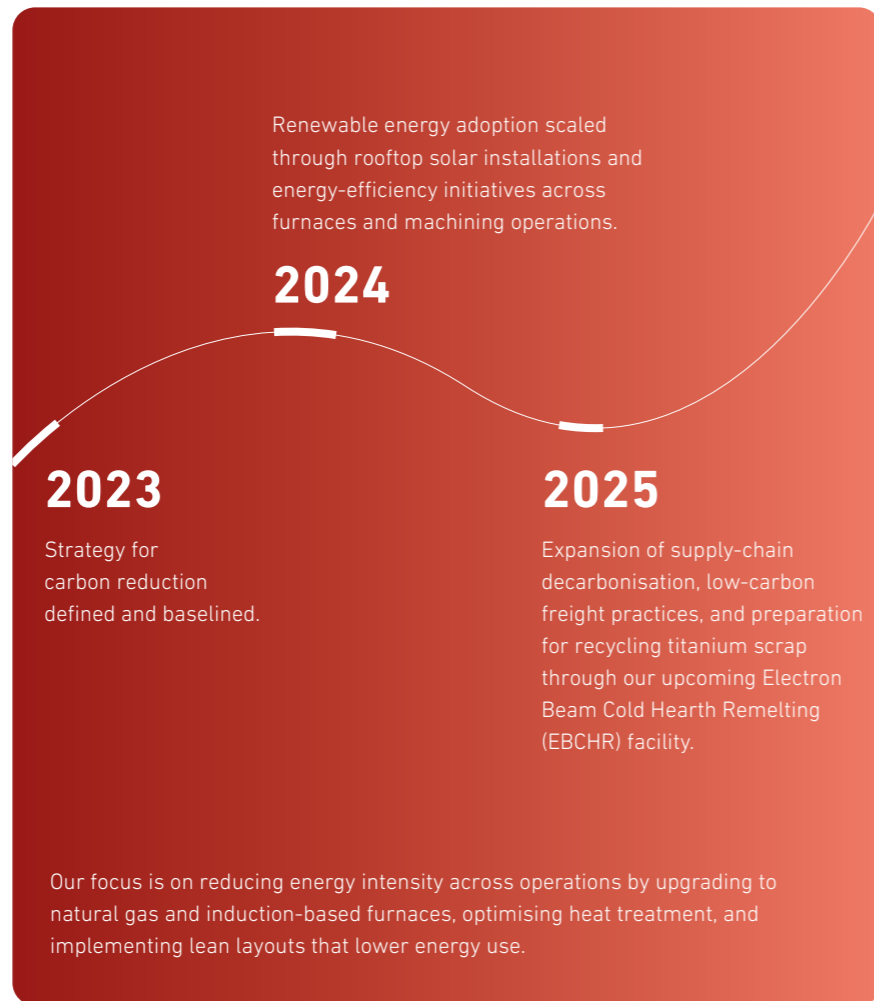 Renewable energy adoption scaled
through rooftop solar installations and
energy-efficiency initiatives across
furnaces and machining operations.
2024
2023
Strategy for
carbon reduction
defined and baselined.
2025
Expansion of supply-chain
decarbonisation, low-carbon
freight practices, and preparation
for recycling titanium scrap
through our upcoming Electron
Beam Cold Hearth Remelting
(EBCHR) facility.
Our focus is on reducing energy intensity across operations by upgrading to
natural gas and induction-based furnaces, optimising heat treatment, and
implementing lean layouts that lower energy use.